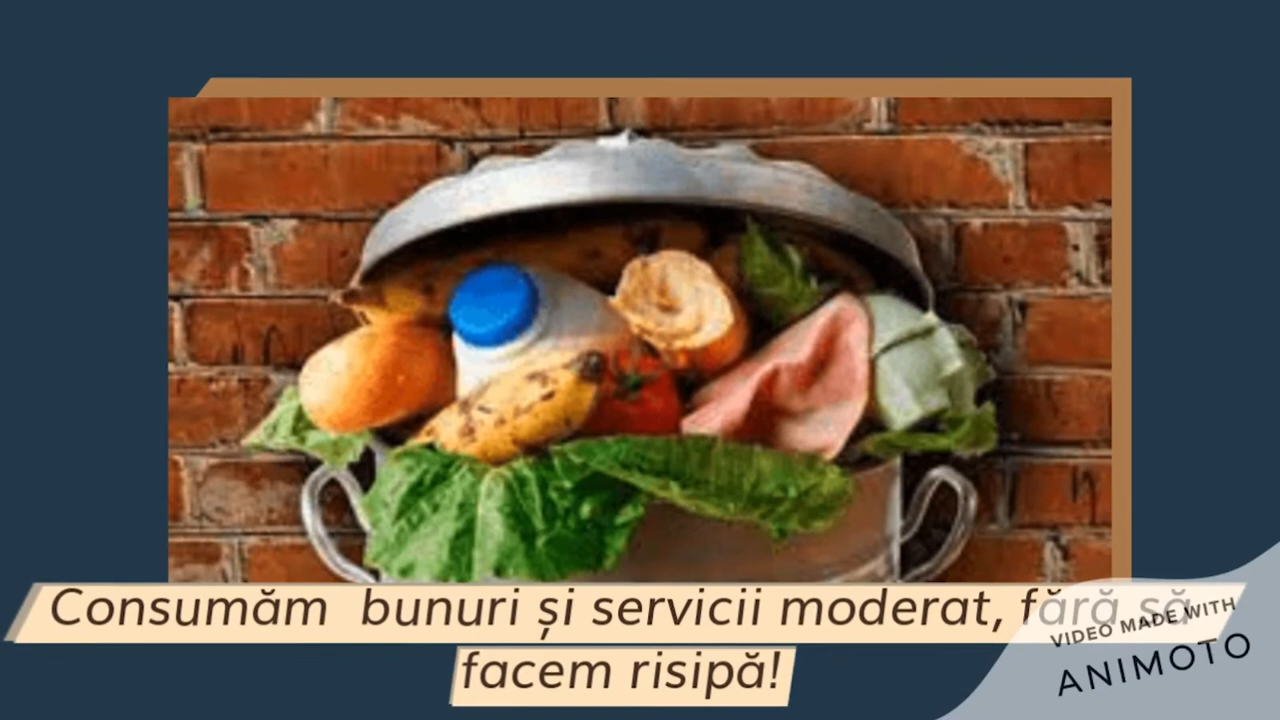 Consumăm bunuri și servicii moderat, fără să
facem risipă!
VIDEO MADE WITH
ANIMOTO